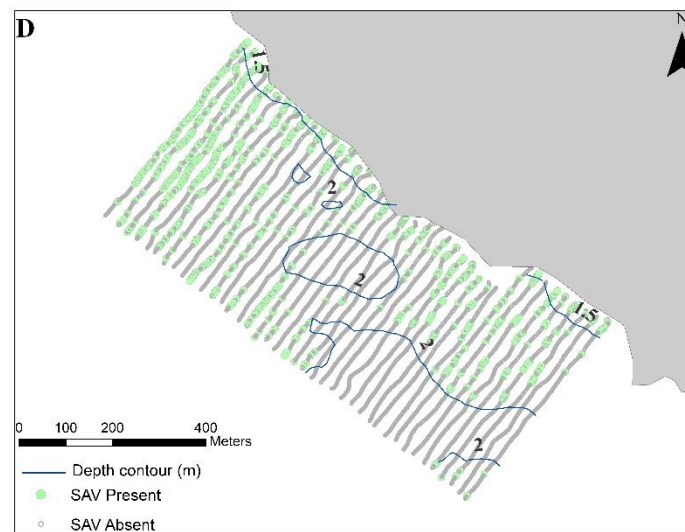 D
N
1.5
2
2
1.5
2
2
0 100 200 400
Meters
Depth contour (m)
SAV Present
SAV Absent